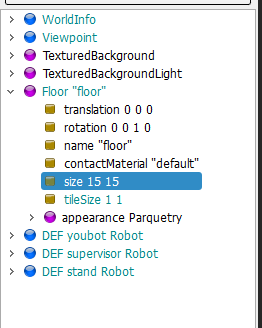 WorldInfo
Viewpoint
TexturedBackground
TexturedBackgroundLight
Floor "floor"
translation 0 0 0
rotation 0 0 1 0
name "floor"
contactMaterial "default"
size 15 15
tileSize 1 1
appearance Parquetry
DEF youbot Robot
DEF supervisor Robot
DEF stand Robot